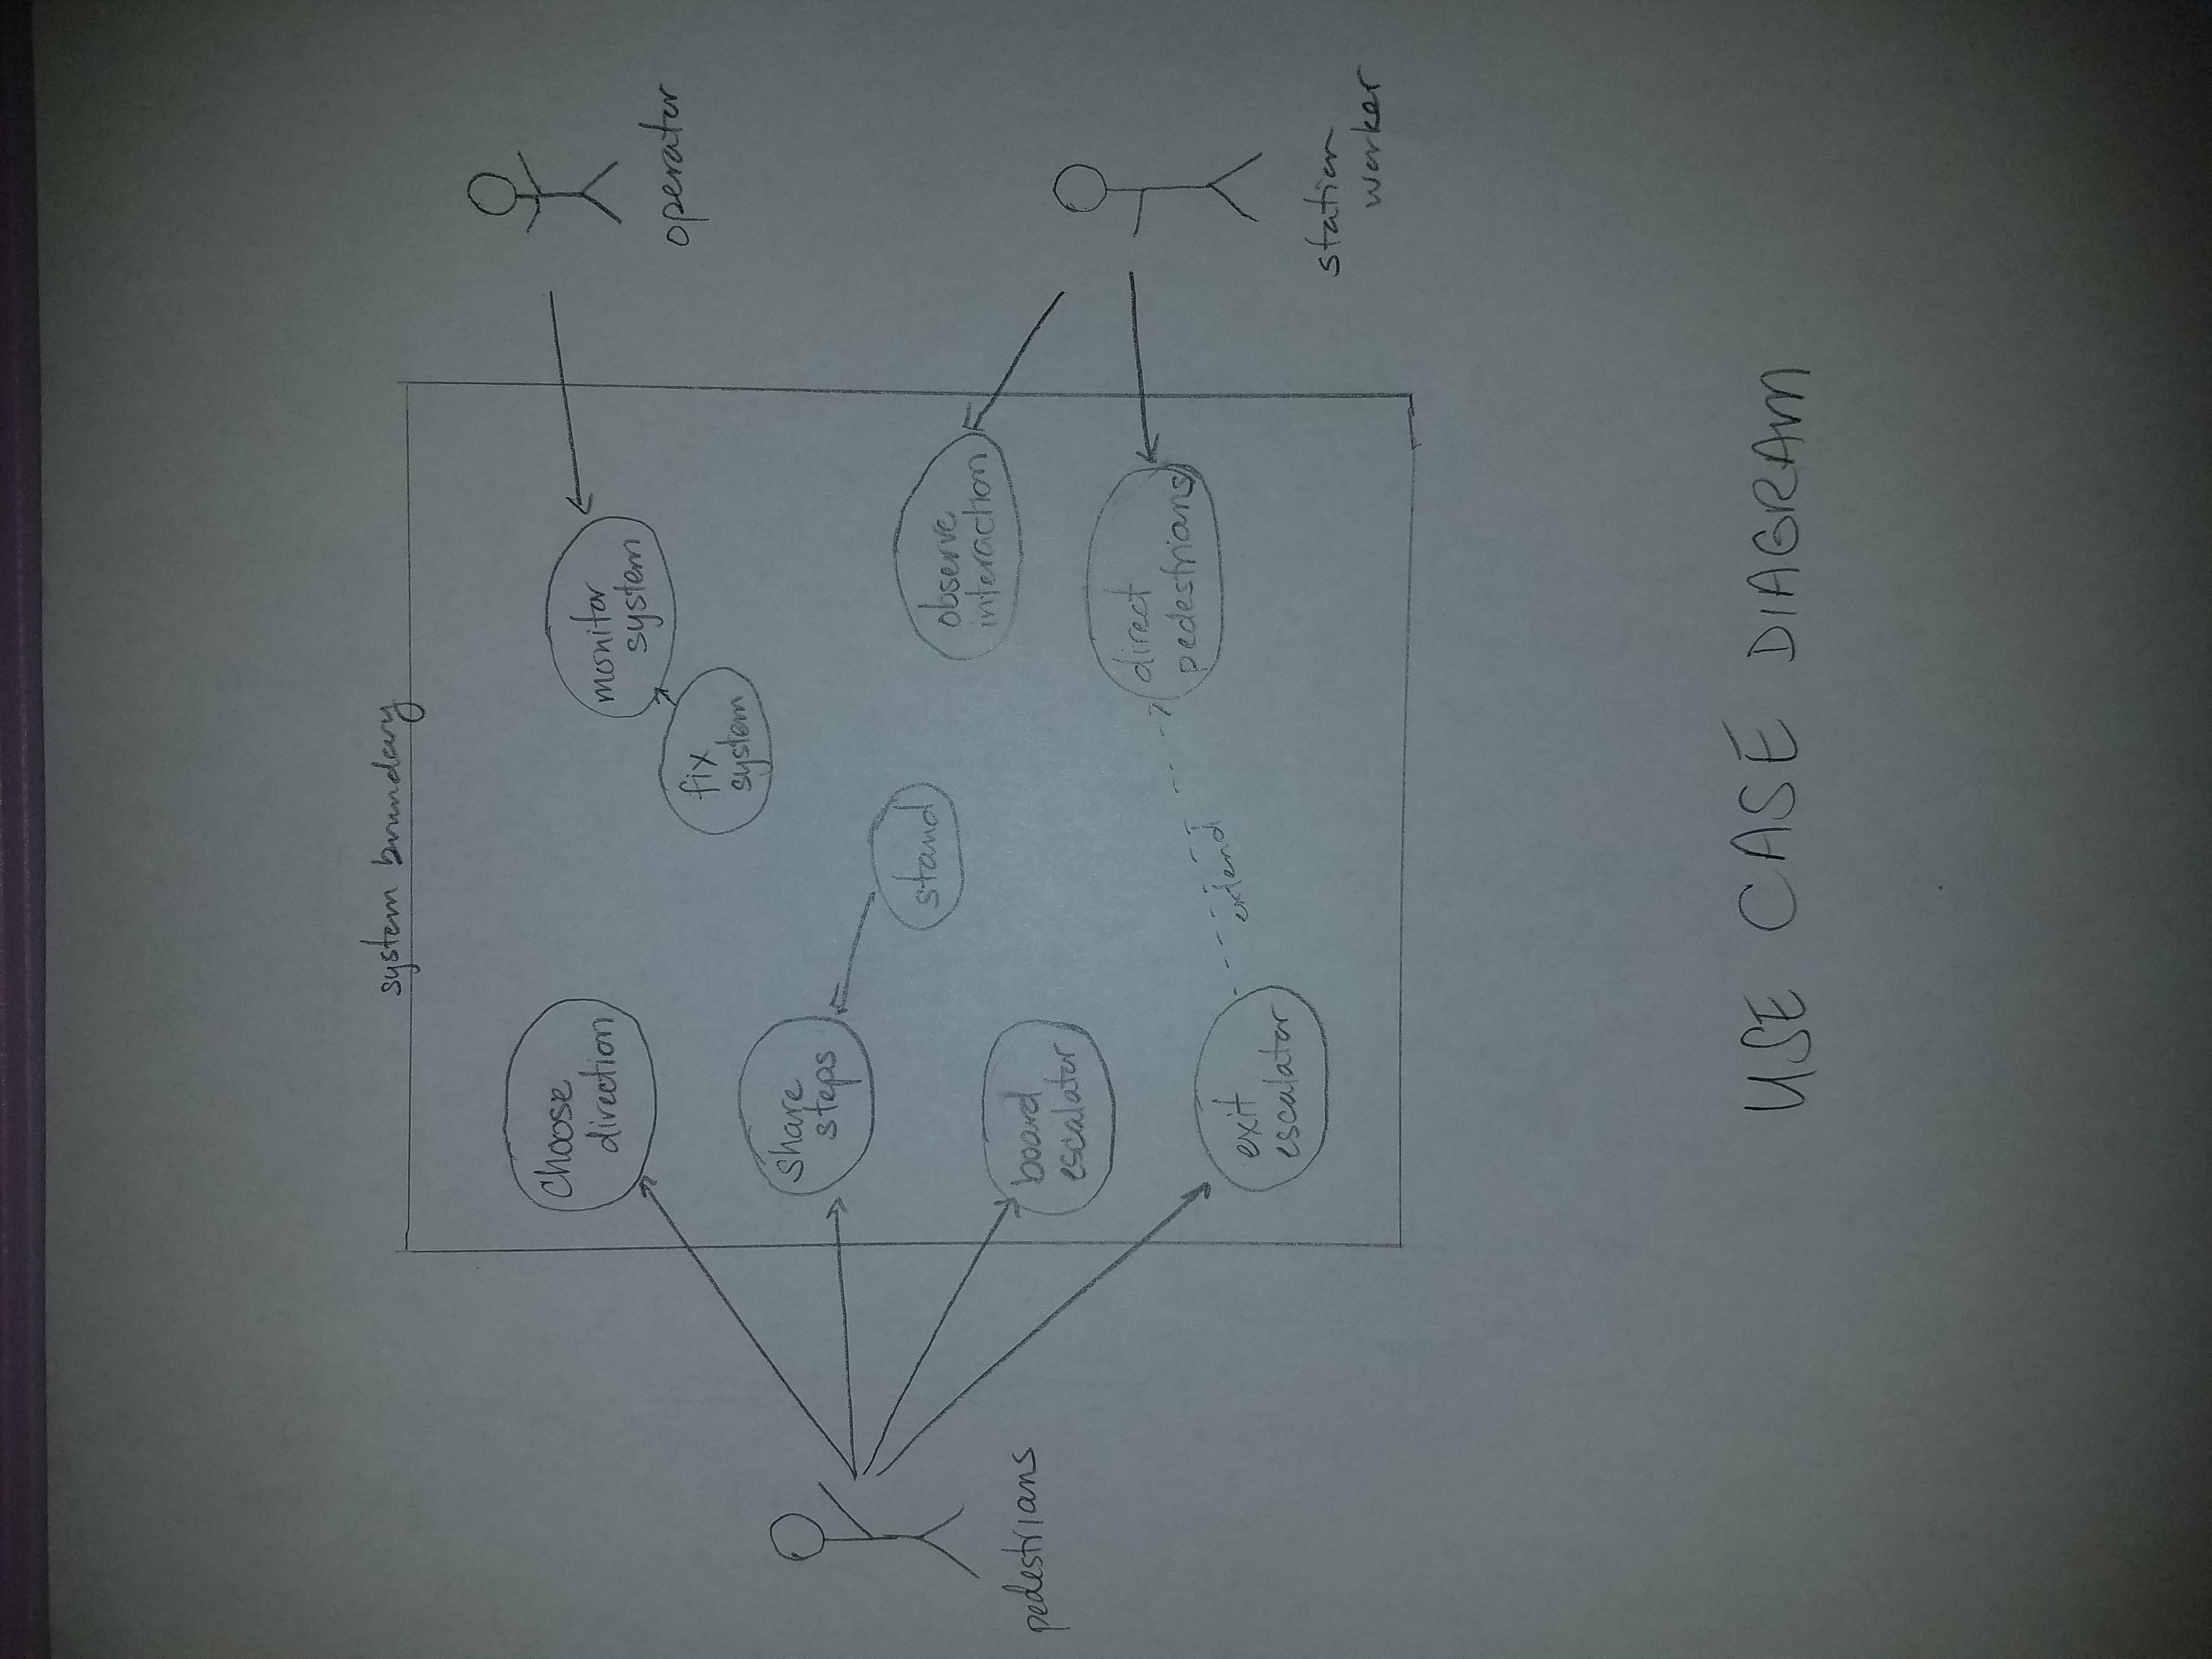 system boundary
choose
direction
monitor
system
fix
system
operator
share
steps
stand
observe
interaction
pedestrians
board
escalator
direct
pedestrians
extend
exit
escalator
station
worker
USE CASE DIAGRAM